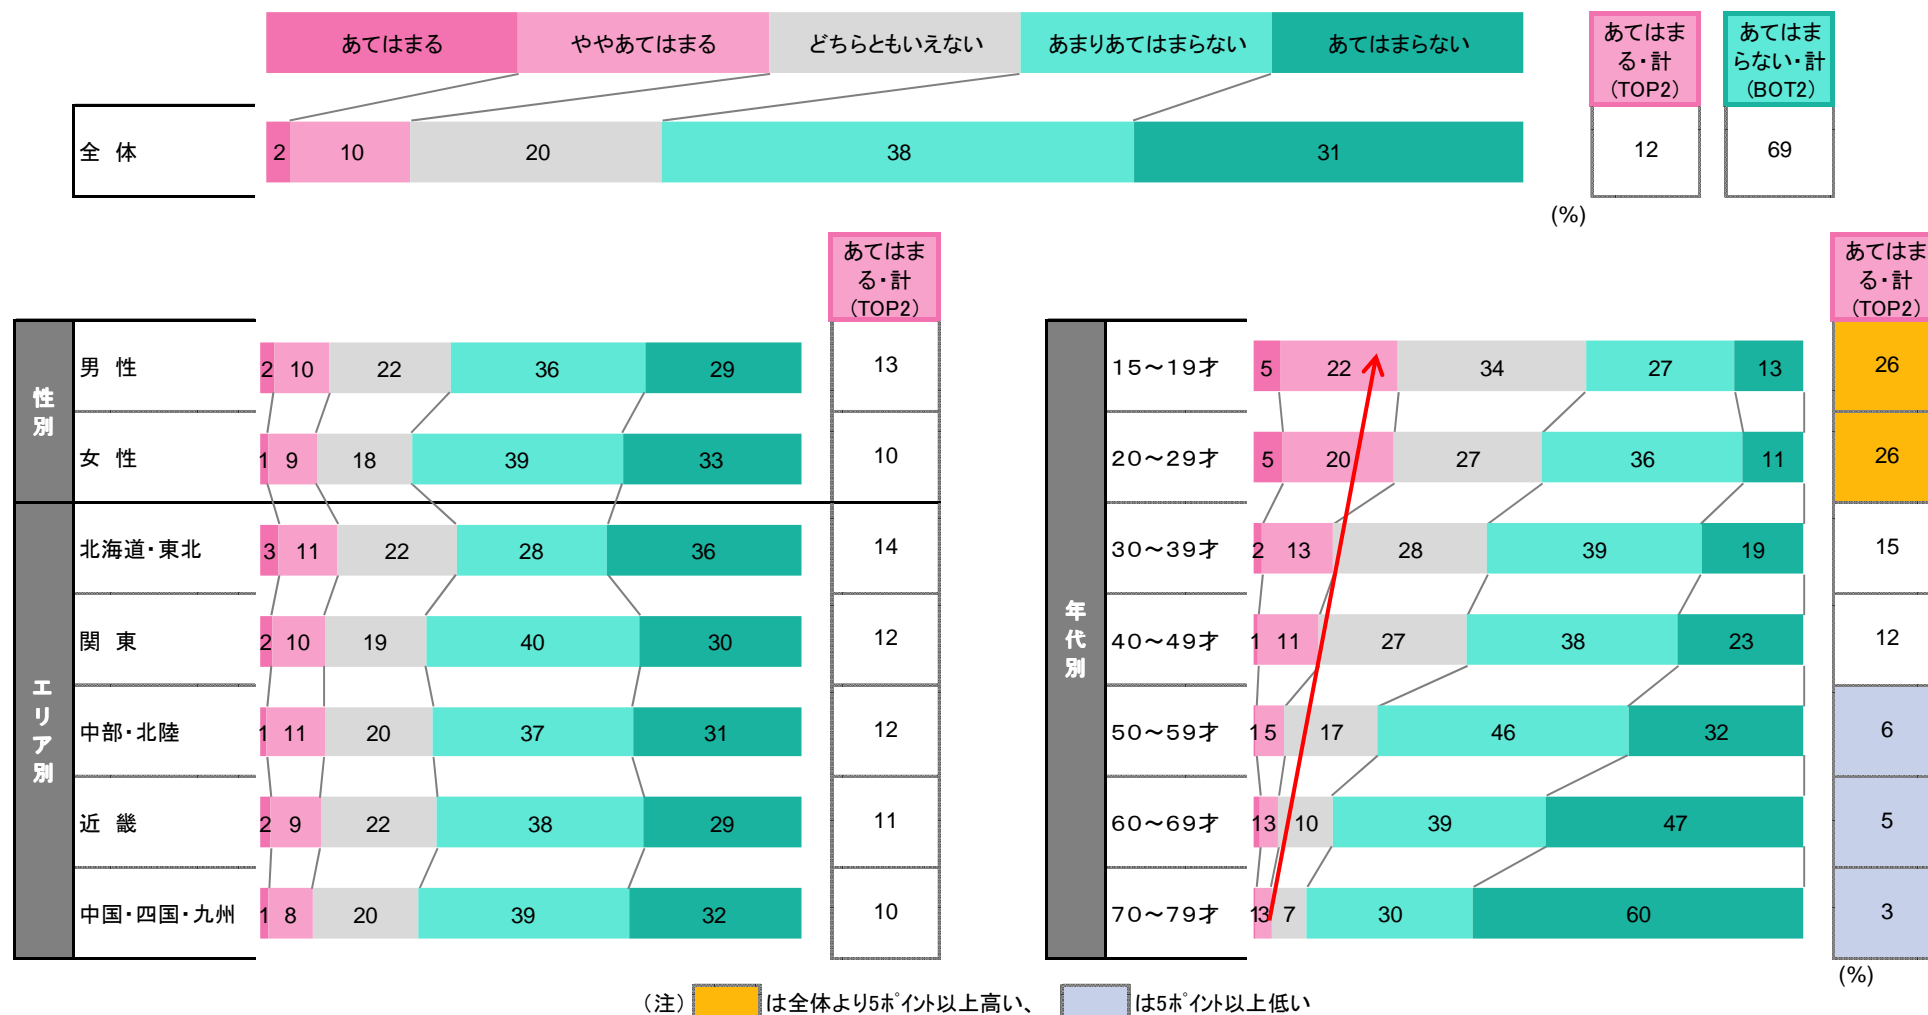 あてはまる ややあてはまる どちらともいえない あまりあてはまらない あてはまらない
あてはま
る・計
(TOP2)
あてはま
らない・計
(BOT2)
全 体 2 10 20 38 31 12 69
(%)
あてはま
る・計
(TOP2)
性別
男 性 2 10 22 36 29 13
女 性 1 9 18 39 33 10
エリア別
北海道・東北 3 11 22 28 36 14
関 東 2 10 19 40 30 12
中部・北陸 1 11 20 37 31 12
近 畿 2 9 22 38 29 11
中国・四国・九州 1 8 20 39 32 10
あてはま
る・計
(TOP2)
年代別
15～19才 5 22 34 27 13 26
20～29才 5 20 27 36 11 26
30～39才 2 13 28 39 19 15
40～49才 1 11 27 38 23 12
50～59才 1 5 17 46 32 6
60～69才 1 3 10 39 47 5
70～79才 1 3 7 30 60 3
(%)
(注) は全体より5ﾎﾟｲﾝﾄ以上高い、 は5ﾎﾟｲﾝﾄ以上低い